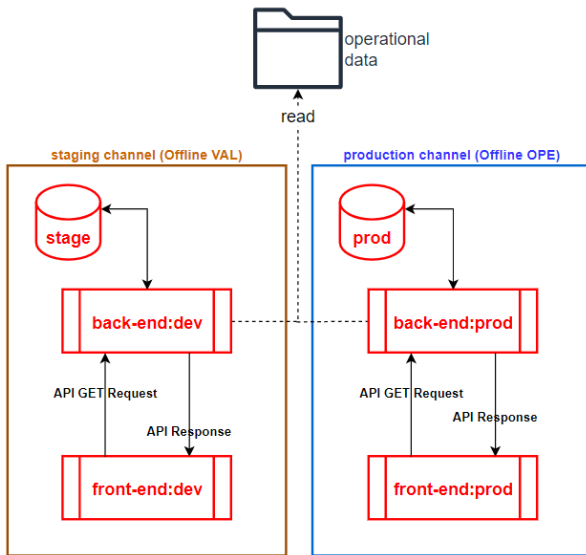 operational
data
read
staging channel (Offline VAL)
production channel (Offline OPE)
stage
prod
back-end:dev
back-end:prod
API GET Request
API GET Request
API Response
API Response
front-end:dev
front-end:prod